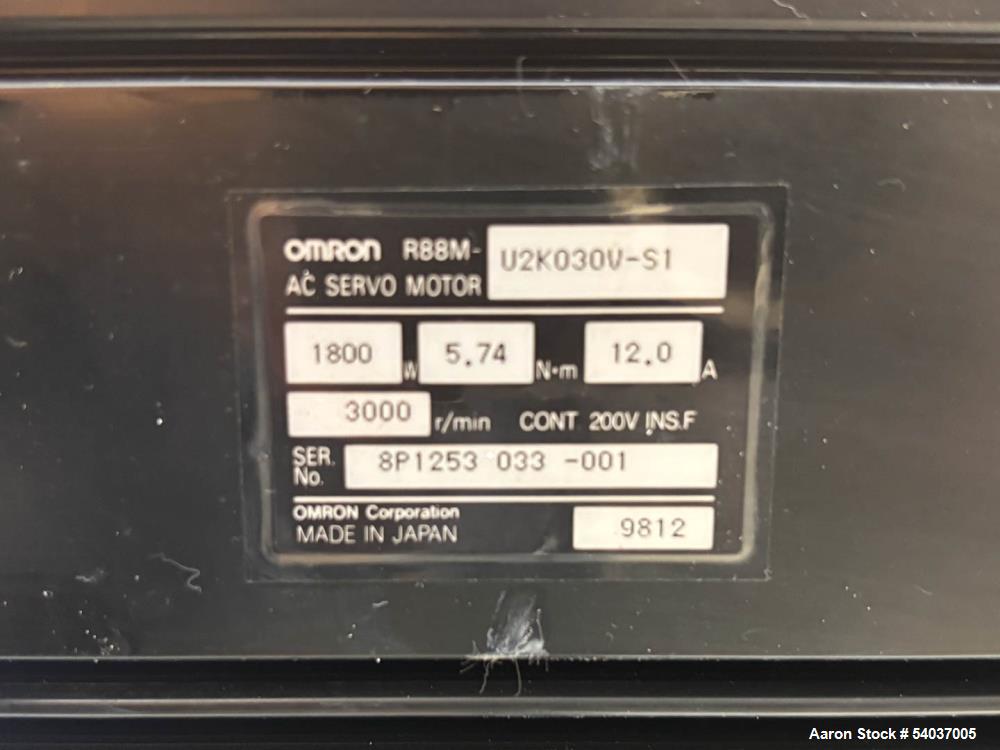 OMRON R88M- U2K030V-S1
AC SERVO MOTOR
1800 W 5.74 N·m 12.0 A
3000 r/min CONT 200V INS.F
SER. No. 8P1253 033 -001
OMRON Corporation
MADE IN JAPAN 9812
Aaron Stock # 54037005